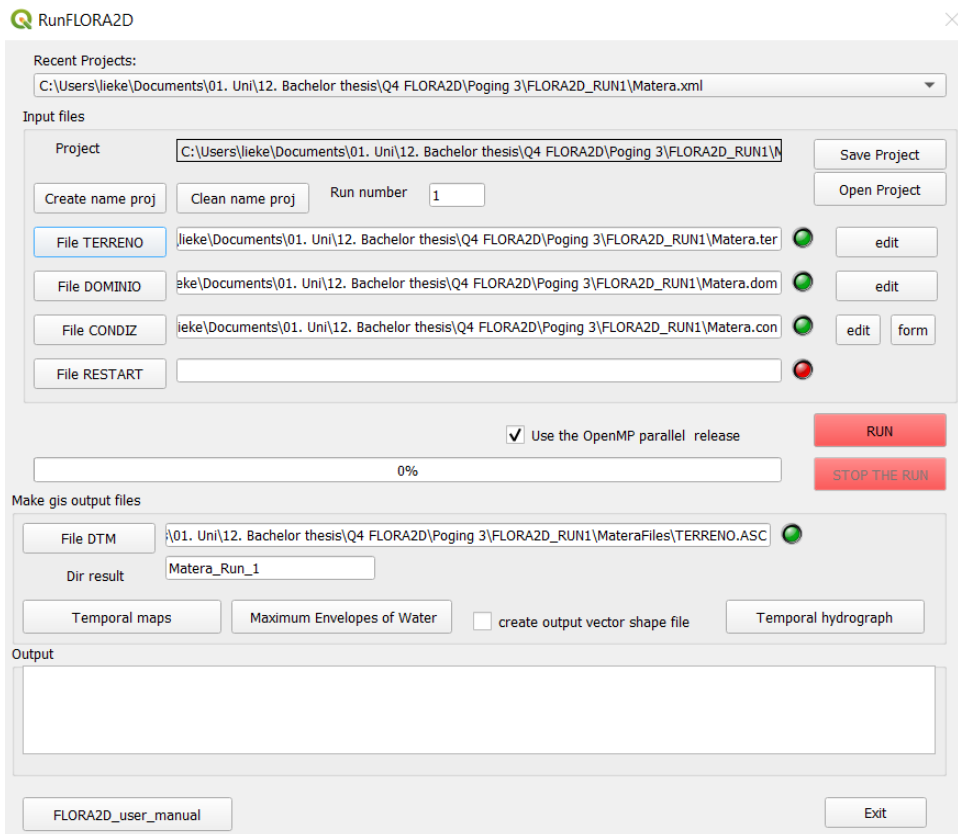 RunFLORA2D
Recent Projects:
C:\Users\lieke\Documents\01. Uni\12. Bachelor thesis\Q4 FLORA2D\Poging 3\FLORA2D_RUN1\Matera.xml
Input files
Project
C:\Users\lieke\Documents\01. Uni\12. Bachelor thesis\Q4 FLORA2D\Poging 3\FLORA2D_RUN1\M
Save Project
Create name proj
Clean name proj
Run number
1
Open Project
File TERRENO
\lieke\Documents\01. Uni\12. Bachelor thesis\Q4 FLORA2D\Poging 3\FLORA2D_RUN1\Matera.ter
edit
File DOMINIO
eke\Documents\01. Uni\12. Bachelor thesis\Q4 FLORA2D\Poging 3\FLORA2D_RUN1\Matera.dom
edit
File CONDIZ
ieke\Documents\01. Uni\12. Bachelor thesis\Q4 FLORA2D\Poging 3\FLORA2D_RUN1\Matera.con
edit
form
File RESTART
Use the OpenMP parallel release
RUN
0%
STOP THE RUN
Make gis output files
File DTM
\01. Uni\12. Bachelor thesis\Q4 FLORA2D\Poging 3\FLORA2D_RUN1\MateraFiles\TERRENO.ASC
Dir result
Matera_Run_1
Temporal maps
Maximum Envelopes of Water
create output vector shape file
Temporal hydrograph
Output
FLORA2D_user_manual
Exit